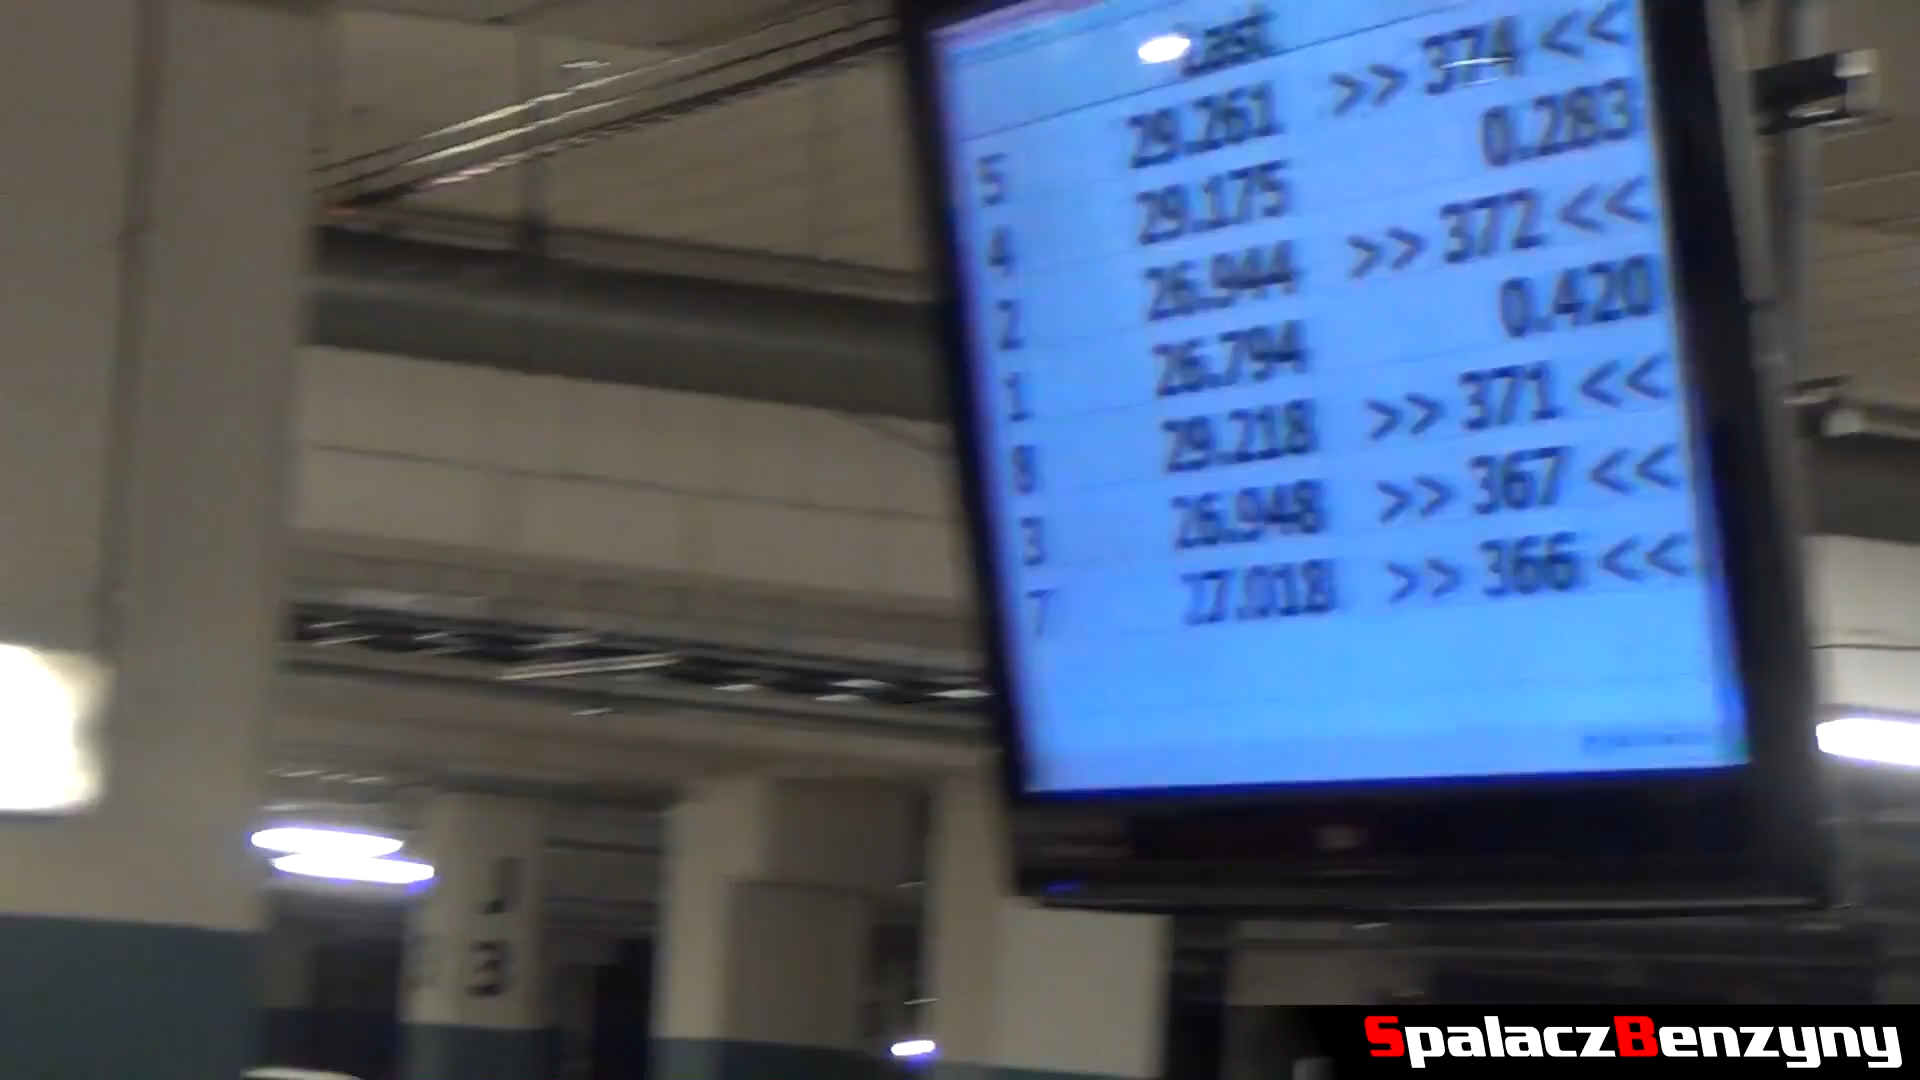 Last
5 29.261 >> 374 <<
4 29.175 0.283
2 26.944 >> 372 <<
1 26.794 0.420
8 29.218 >> 371 <<
3 26.948 >> 367 <<
7 27.018 >> 366 <<
3
SpalaczBenzyny